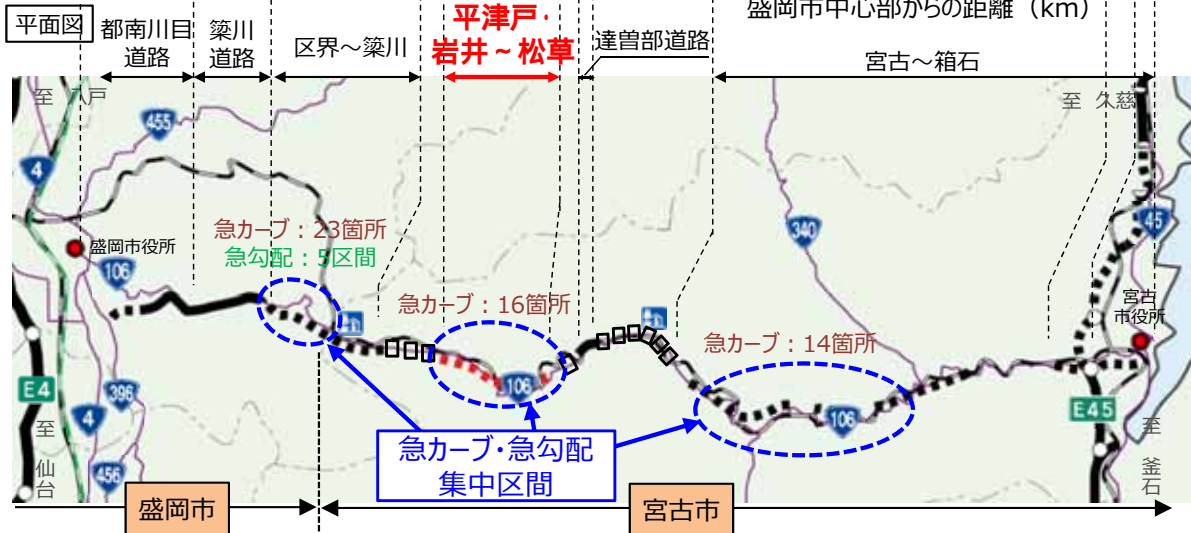 盛岡市中心部からの距離（km）
平面図
都南川目
道路
簗川
道路
区界～簗川
平津戸・
岩井～松草
達曽部道路
宮古～箱石
至 八戸
至 久慈
455
4
45
340
盛岡市役所
急カーブ：23箇所
急勾配：5区間
106
宮古
市役所
急カーブ：16箇所
急カーブ：14箇所
E4
396
4
106
106
E45
至
仙台
456
急カーブ・急勾配
集中区間
至
釜石
盛岡市
宮古市